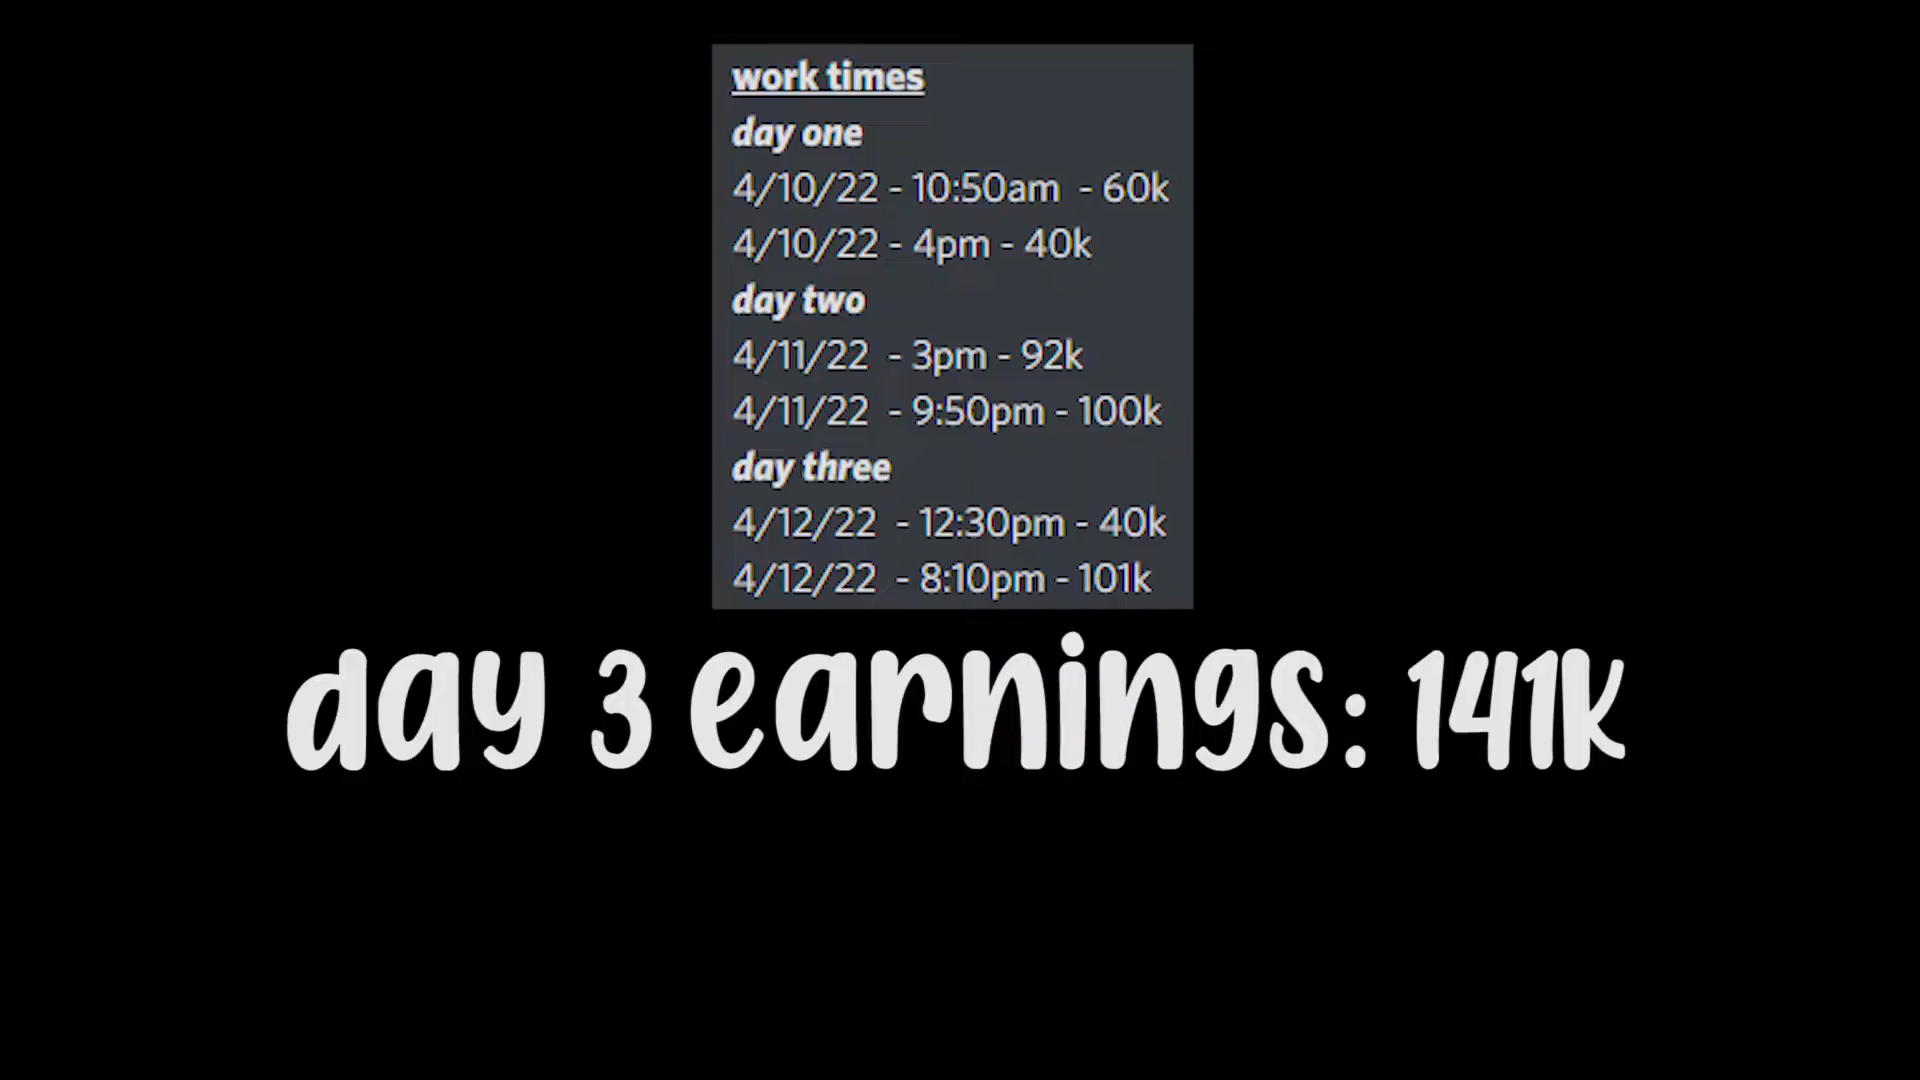 work times
day one
4/10/22 - 10:50am - 60k
4/10/22 - 4pm - 40k
day two
4/11/22 - 3pm - 92k
4/11/22 - 9:50pm - 100k
day three
4/12/22 - 12:30pm - 40k
4/12/22 - 8:10pm - 101k
day 3 earnings: 141k